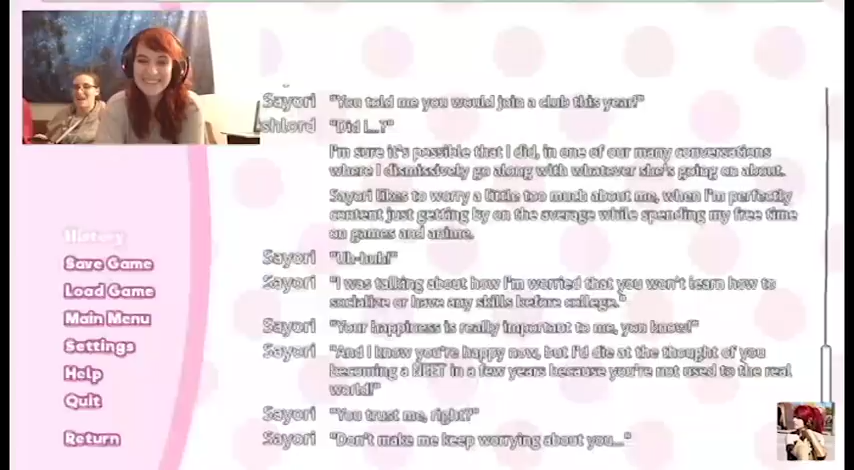 Sayori "You told me you would join a club this year?"
shlord "Did I...?"
I'm sure it's possible that I did, in one of our many conversations
where I dismissively go along with whatever she's going on about.
Sayori likes to worry a little too much about me, when I'm perfectly
content just getting by on the average while spending my free time
on games and anime.
Sayori "Uh-huh!"
Sayori "I was talking about how I'm worried that you won't learn how to
socialize or have any skills before college."
Sayori "Your happiness is really important to me, you know!"
Sayori "And I know you're happy now, but I'd die at the thought of you
becoming a NEET in a few years because you're not used to the real
world!"
Sayori "You trust me, right?"
Sayori "Don't make me keep worrying about you..."
History
Save Game
Load Game
Main Menu
Settings
Help
Quit
Return